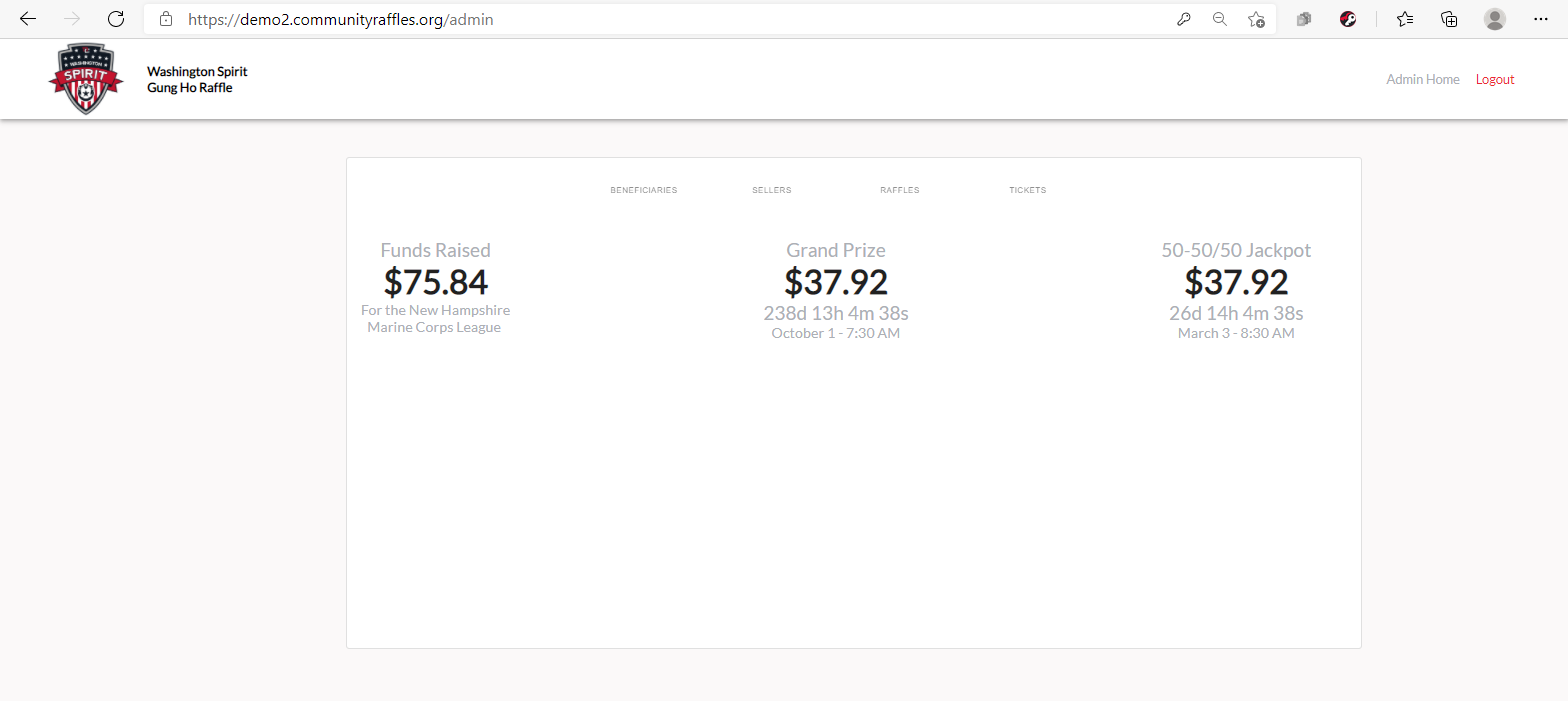 https://demo2.communityraffles.org/admin
WASHINGTON
SPIRIT
Washington Spirit
Gung Ho Raffle
Admin Home
Logout
BENEFICIARIES
SELLERS
RAFFLES
TICKETS
Funds Raised
$75.84
For the New Hampshire
Marine Corps League
Grand Prize
$37.92
238d 13h 4m 38s
October 1 - 7:30 AM
50-50/50 Jackpot
$37.92
26d 14h 4m 38s
March 3 - 8:30 AM